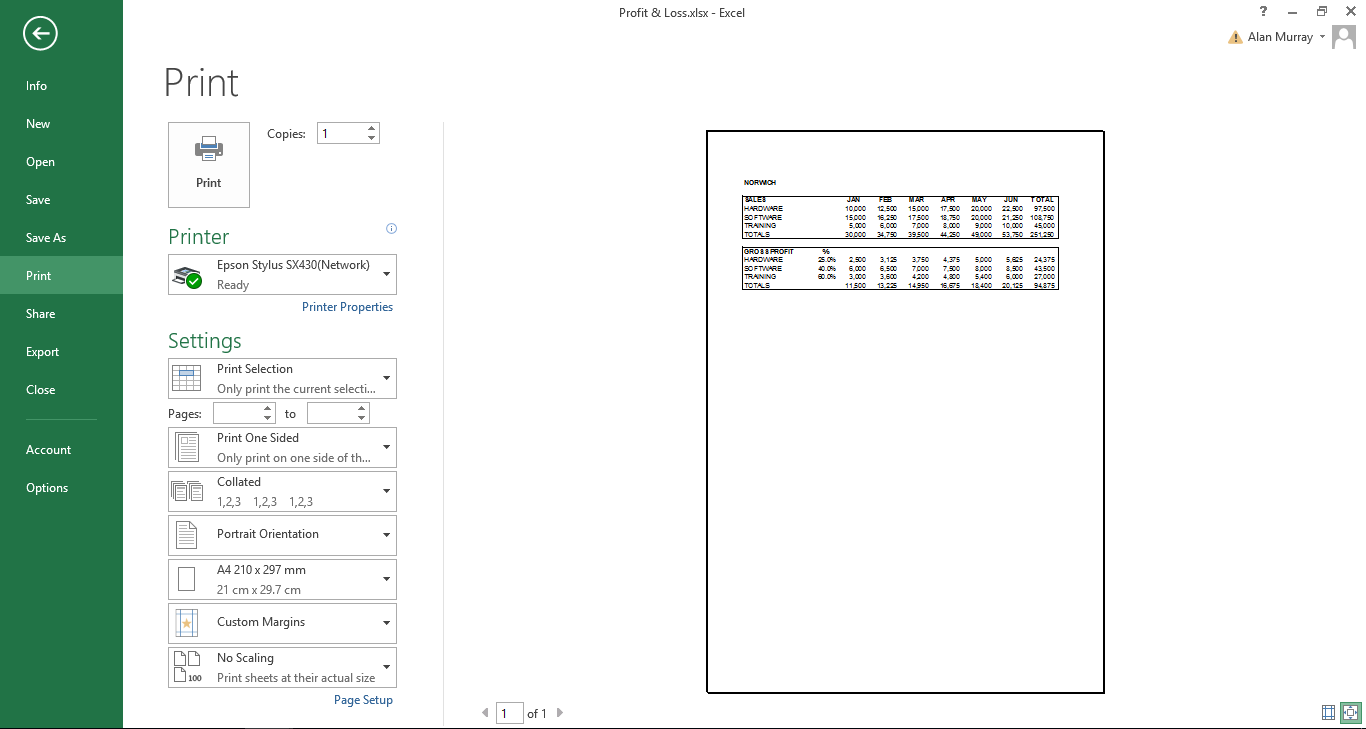 Profit & Loss.xlsx - Excel
?
Alan Murray
Info
New
Open
Save
Save As
Print
Share
Export
Close
Account
Options
Print
Print
Copies: 1
Printer
Epson Stylus SX430(Network)
Ready
Printer Properties
Settings
Print Selection
Only print the current selecti...
Pages: to
Print One Sided
Only print on one side of th...
Collated
1,2,3 1,2,3 1,2,3
Portrait Orientation
A4 210 x 297 mm
21 cm x 29.7 cm
Custom Margins
No Scaling
100 Print sheets at their actual size
Page Setup
NORWICH
SALES JAN FEB MAR APR MAY JUN TOTAL
HARDWARE 10,000 12,500 15,000 17,500 20,000 22,500 97,500
SOFTWARE 15,000 16,250 17,500 18,750 20,000 21,250 108,750
TRAINING 5,000 6,000 7,000 8,000 9,000 10,000 45,000
TOTALS 30,000 34,750 39,500 44,250 49,000 53,750 251,250
GROSS PROFIT %
HARDWARE 25.0% 2,500 3,125 3,750 4,375 5,000 5,625 24,375
SOFTWARE 40.0% 6,000 6,500 7,000 7,500 8,000 8,500 43,500
TRAINING 60.0% 3,000 3,600 4,200 4,800 5,400 6,000 27,000
TOTALS 11,500 13,225 14,950 16,675 18,400 20,125 94,875
1 of 1